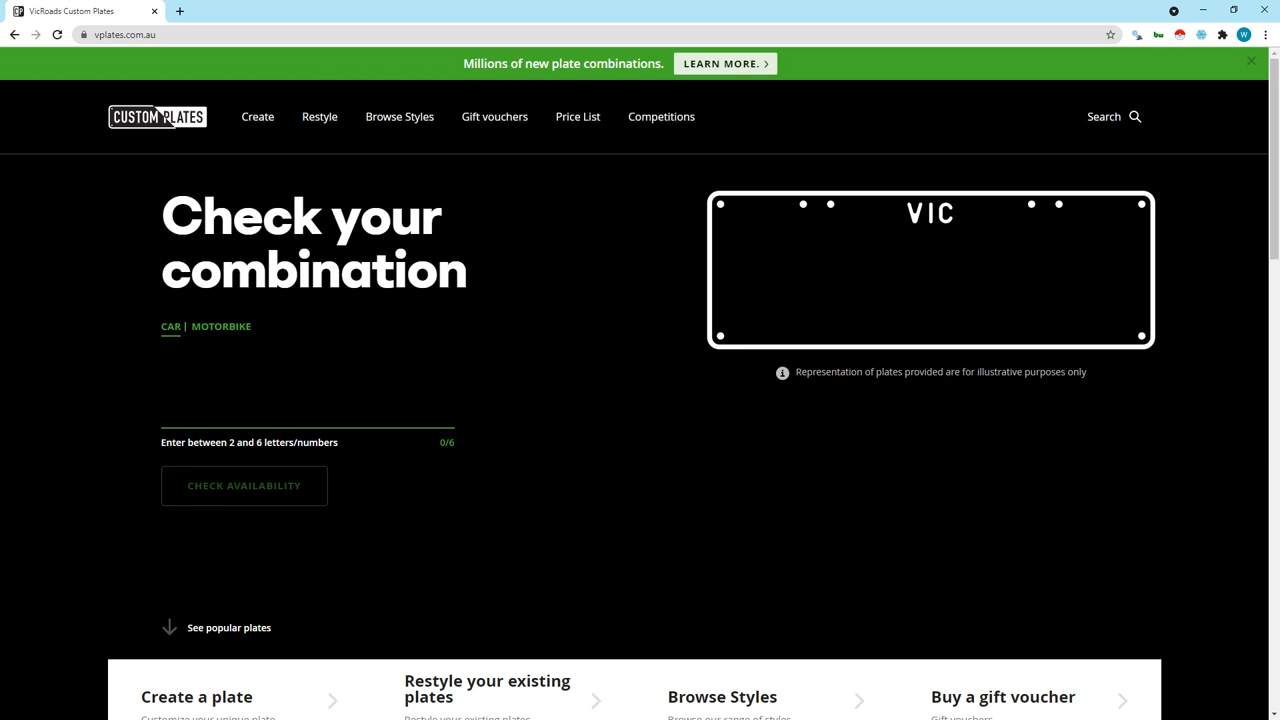 VicRoads Custom Plates
vplates.com.au
W
Millions of new plate combinations. LEARN MORE.
CUSTOM PLATES
Create
Restyle
Browse Styles
Gift vouchers
Price List
Competitions
Search
Check your
combination
CAR | MOTORBIKE
Enter between 2 and 6 letters/numbers 0/6
CHECK AVAILABILITY
VIC
Representation of plates provided are for illustrative purposes only
See popular plates
Create a plate
Customize your unique plate
Restyle your existing
plates
Restyle your existing plates
Browse Styles
Browse our range of styles
Buy a gift voucher
Gift vouchers